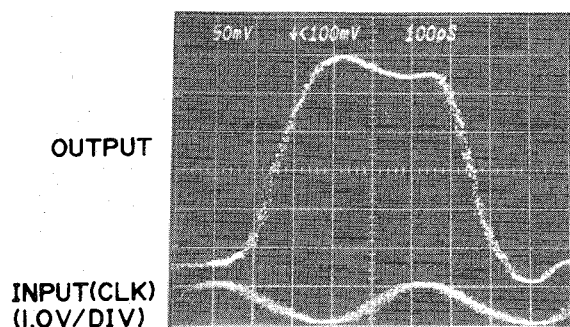 50mV ↓<100mV 100pS
OUTPUT
INPUT(CLK)
(1.0V/DIV)